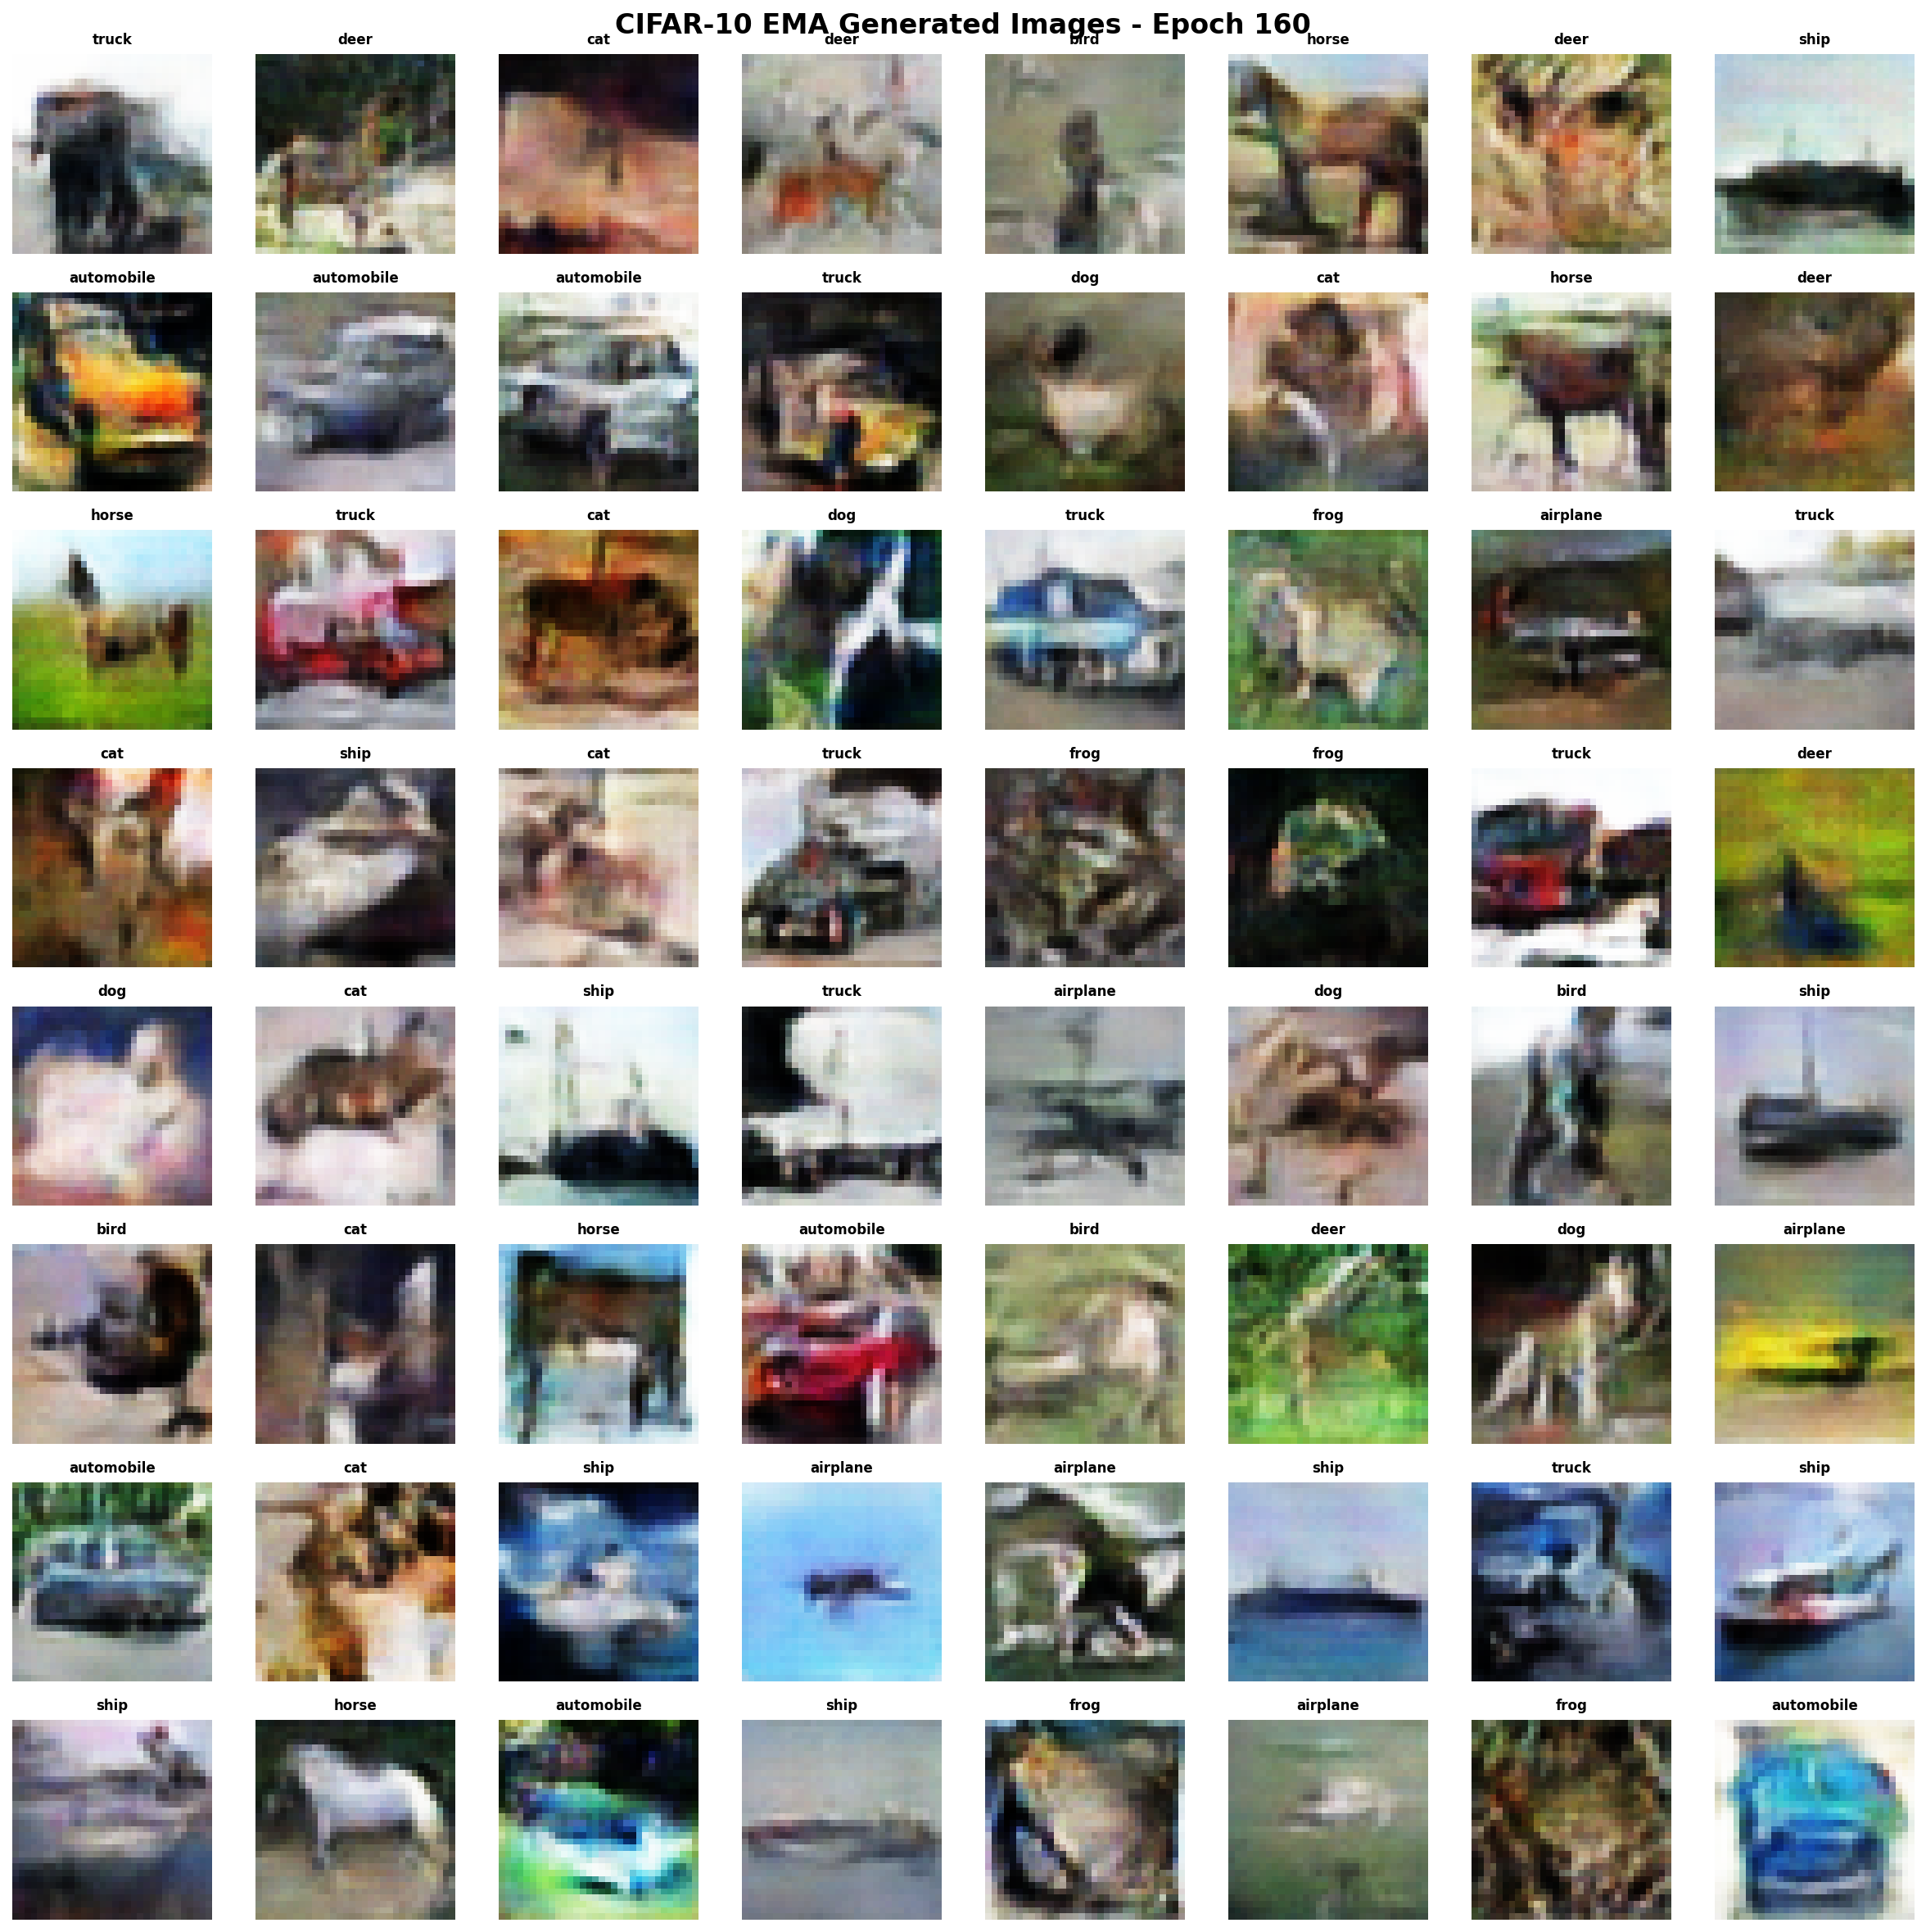 CIFAR-10 EMA Generated Images - Epoch 160
truck deer cat deer bird horse deer ship
automobile automobile automobile truck dog cat horse deer
horse truck cat dog truck frog airplane truck
cat ship cat truck frog frog truck deer
dog cat ship truck airplane dog bird ship
bird cat horse automobile bird deer dog airplane
automobile cat ship airplane airplane ship truck ship
ship horse automobile ship frog airplane frog automobile